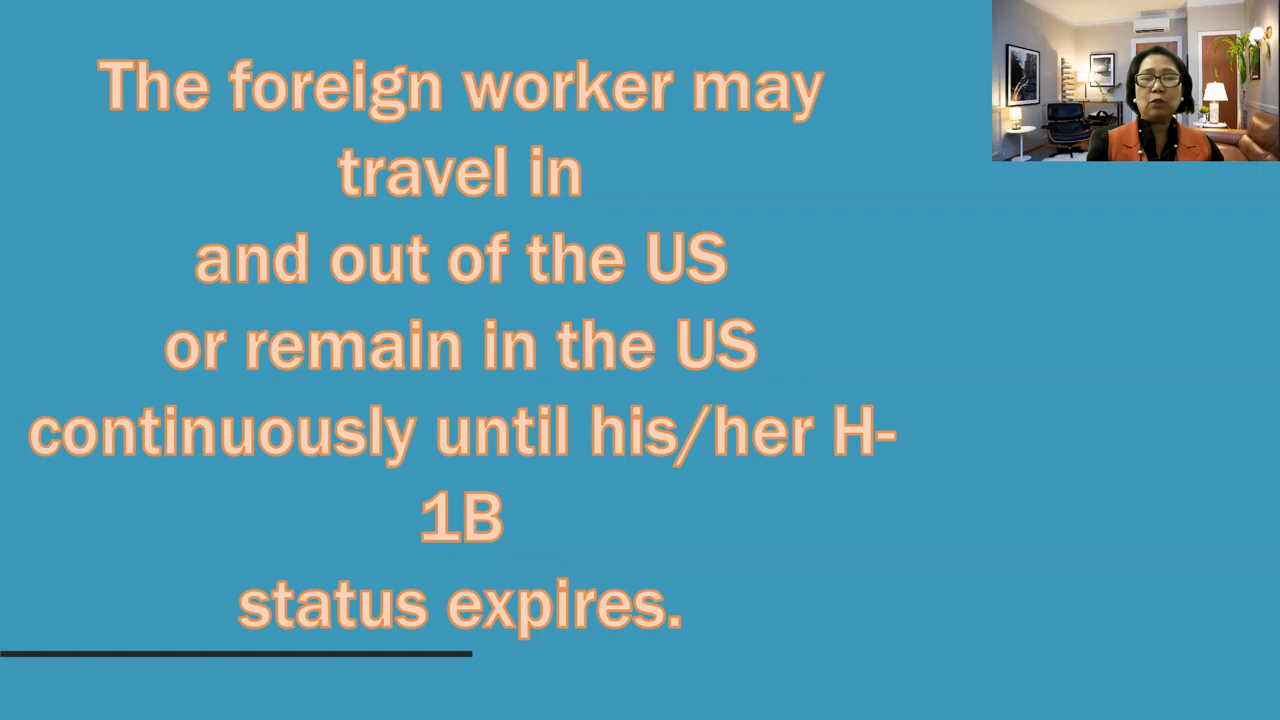 The foreign worker may
travel in
and out of the US
or remain in the US
continuously until his/her H-
1B
status expires.